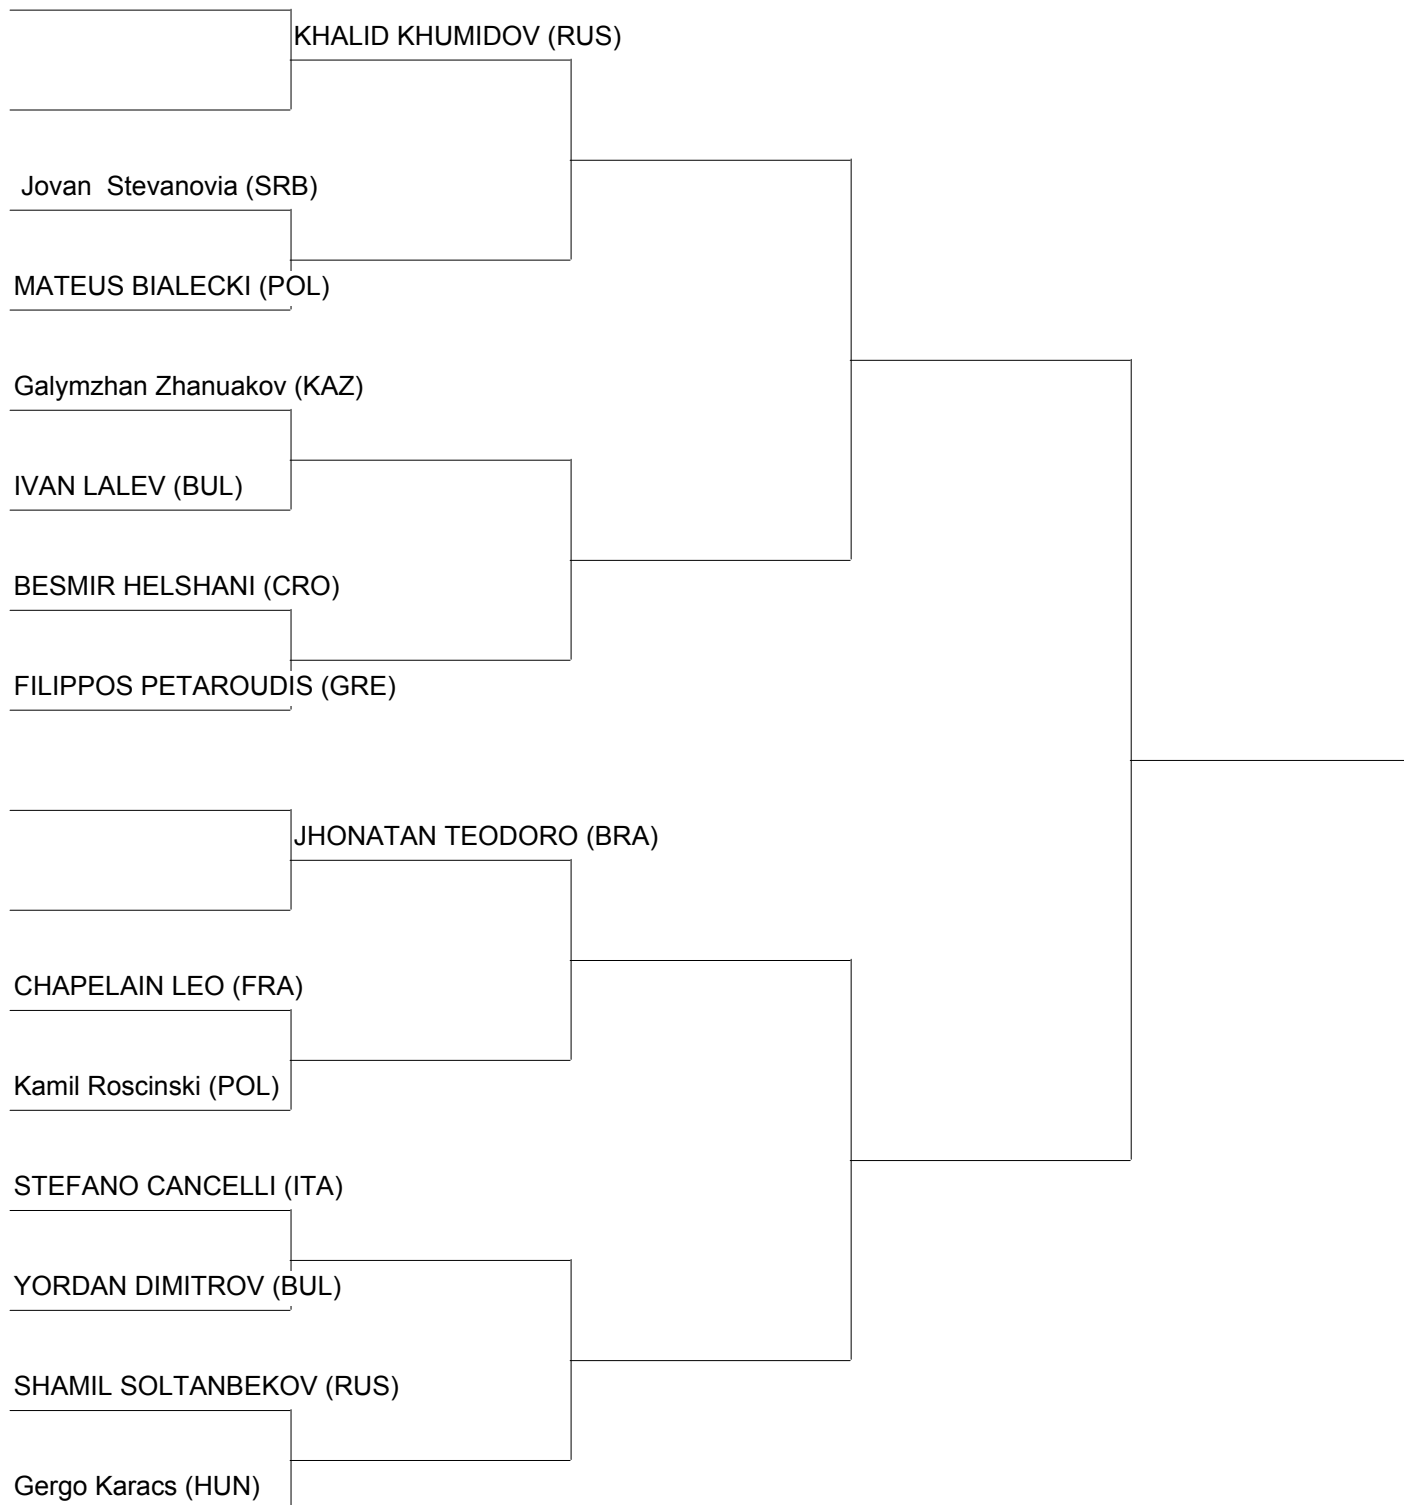 KHALID KHUMIDOV (RUS)
Jovan  Stevanovia (SRB)
MATEUS BIALECKI (POL)
Galymzhan Zhanuakov (KAZ)
IVAN LALEV (BUL)
BESMIR HELSHANI (CRO)
FILIPPOS PETAROUDIS (GRE)
JHONATAN TEODORO (BRA)
CHAPELAIN LEO (FRA)
Kamil Roscinski (POL)
STEFANO CANCELLI (ITA)
YORDAN DIMITROV (BUL)
SHAMIL SOLTANBEKOV (RUS)
Gergo Karacs (HUN)